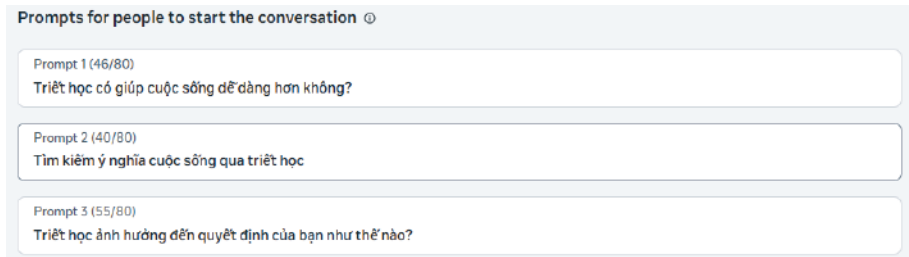 Prompts for people to start the conversation
Prompt 1 (46/80)
Triết học có giúp cuộc sống dễ dàng hơn không?
Prompt 2 (40/80)
Tìm kiếm ý nghĩa cuộc sống qua triết học
Prompt 3 (55/80)
Triết học ảnh hưởng đến quyết định của bạn như thế nào?